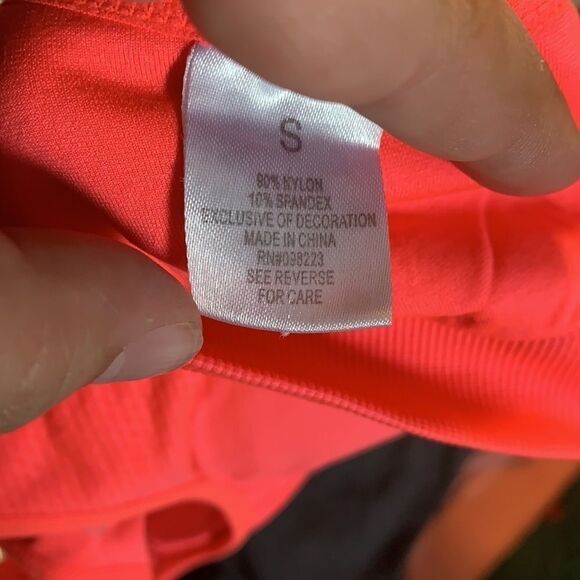 S
90% NYLON
10% SPANDEX
EXCLUSIVE OF DECORATION
MADE IN CHINA
RN#098223
SEE REVERSE
FOR CARE